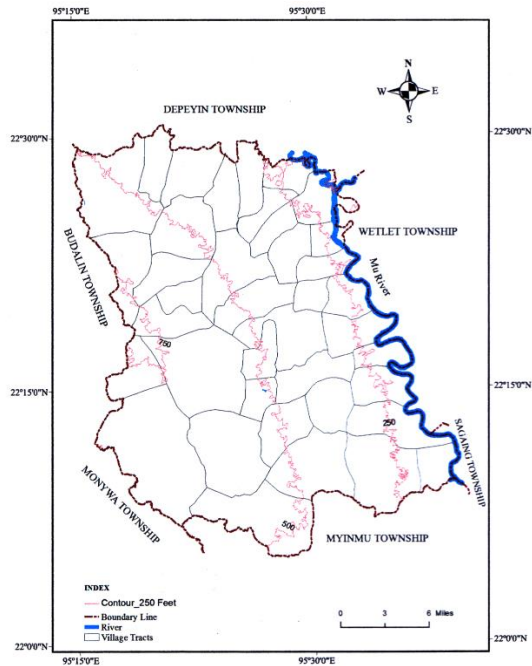 95°15'0"E
95°30'0"E
N
W E
S
DEPEYIN TOWNSHIP
22°30'0"N
22°30'0"N
WETLET TOWNSHIP
BUDALIN TOWNSHIP
Mu River
750
22°15'0"N
22°15'0"N
250
SAGAING TOWNSHIP
MONYWA TOWNSHIP
500
MYINMU TOWNSHIP
INDEX
Contour_250 Feet
Boundary Line
River
Village Tracts
0 3 6 Miles
22°0'0"N
22°0'0"N
95°15'0"E
95°30'0"E